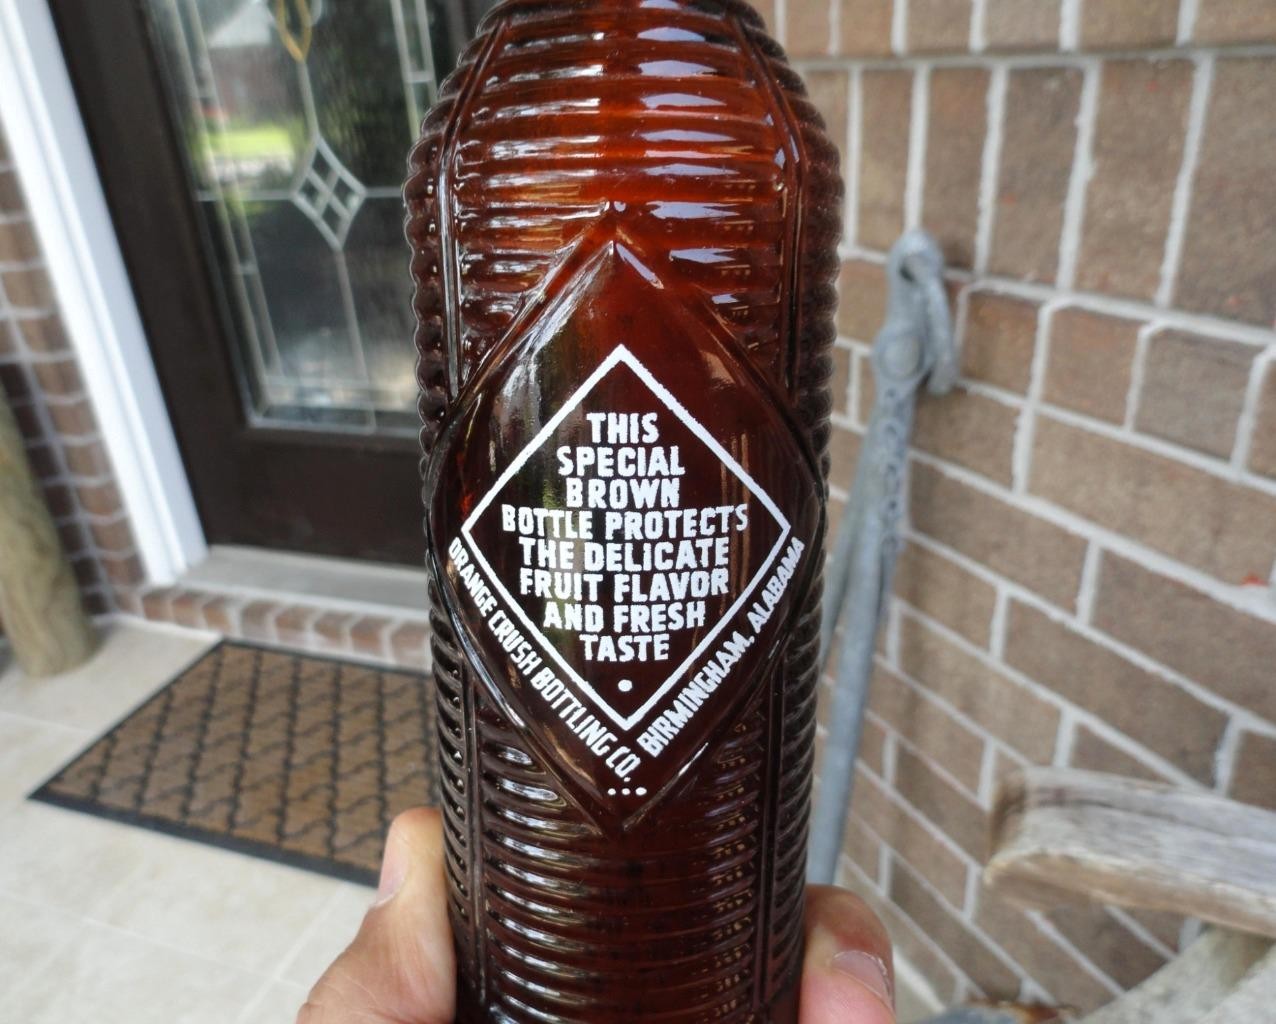 THIS
SPECIAL
BROWN
BOTTLE PROTECTS
THE DELICATE
FRUIT FLAVOR
AND FRESH
TASTE
ORANGE CRUSH BOTTLING CO.
BIRMINGHAM, ALABAMA